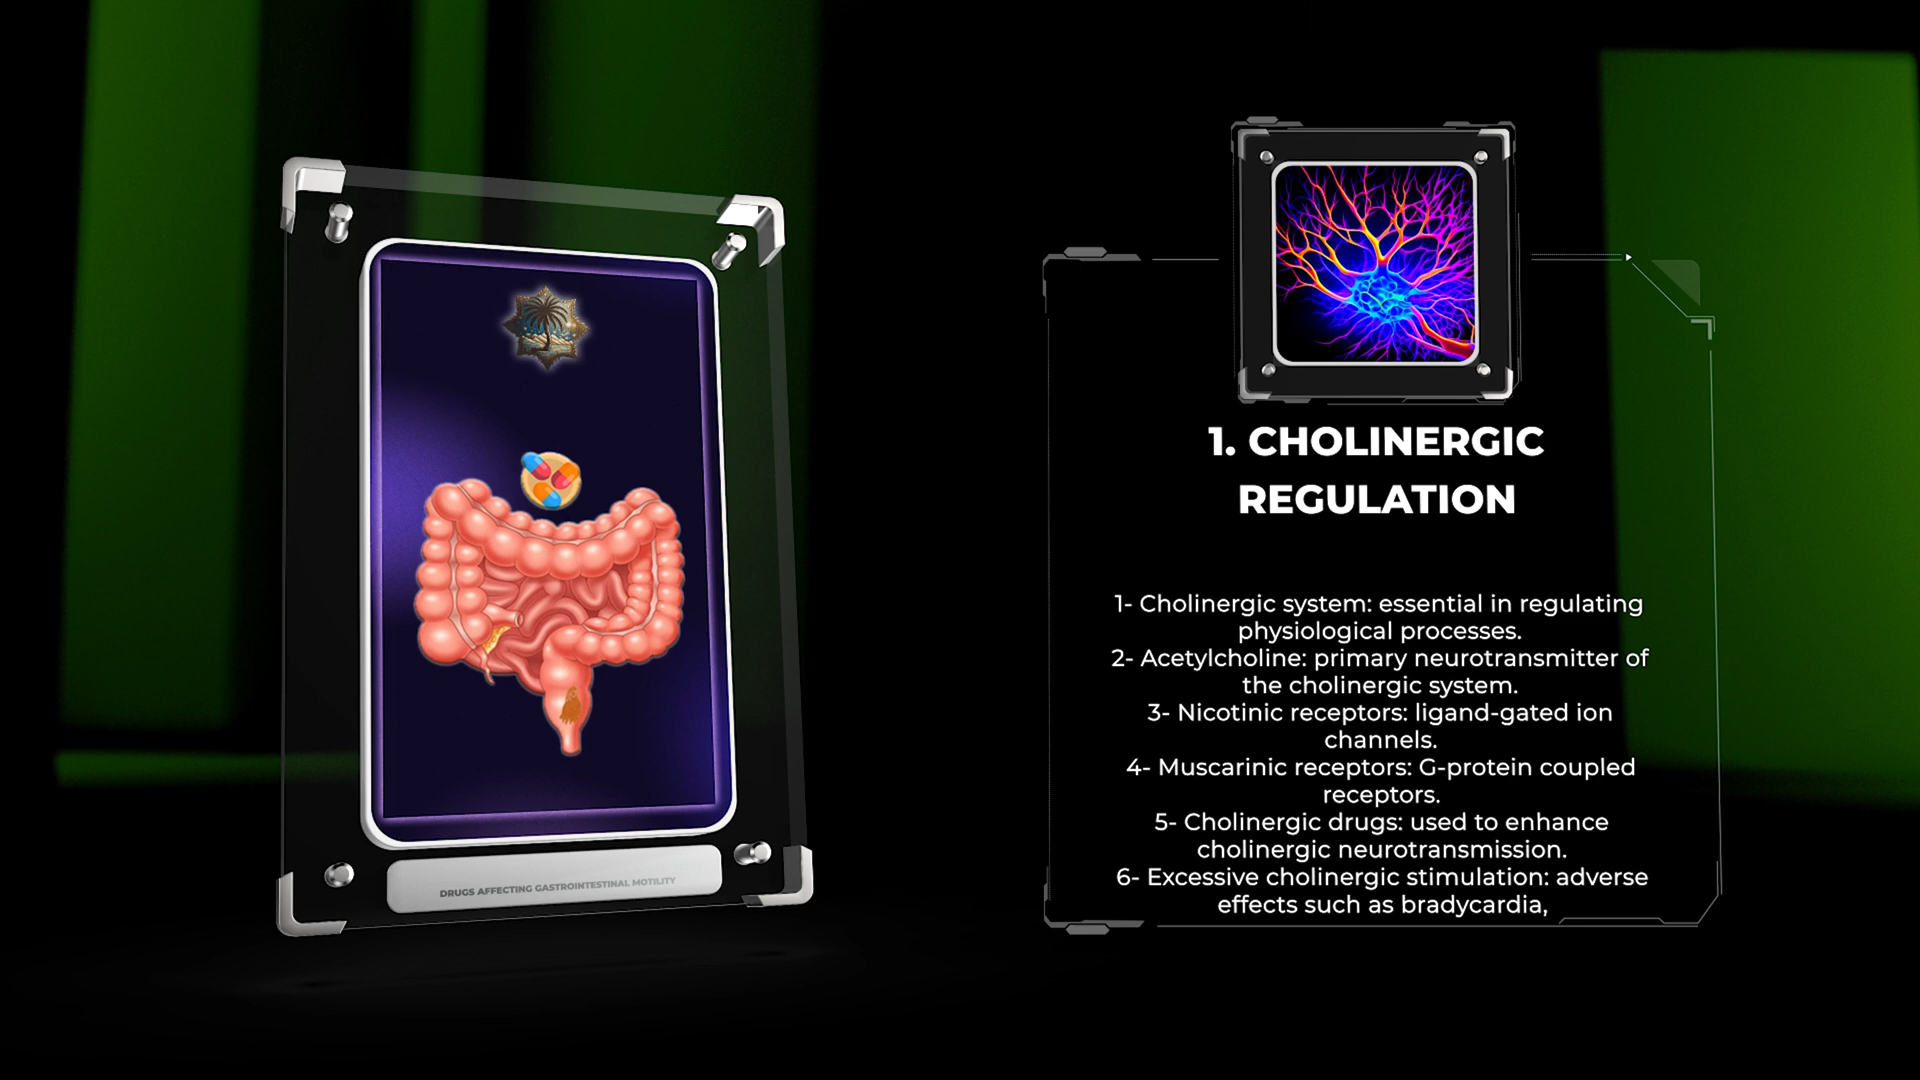 DRUGS AFFECTING GASTROINTESTINAL MOTILITY
1. CHOLINERGIC
REGULATION
1- Cholinergic system: essential in regulating
physiological processes.
2- Acetylcholine: primary neurotransmitter of
the cholinergic system.
3- Nicotinic receptors: ligand-gated ion
channels.
4- Muscarinic receptors: G-protein coupled
receptors.
5- Cholinergic drugs: used to enhance
cholinergic neurotransmission.
6- Excessive cholinergic stimulation: adverse
effects such as bradycardia,